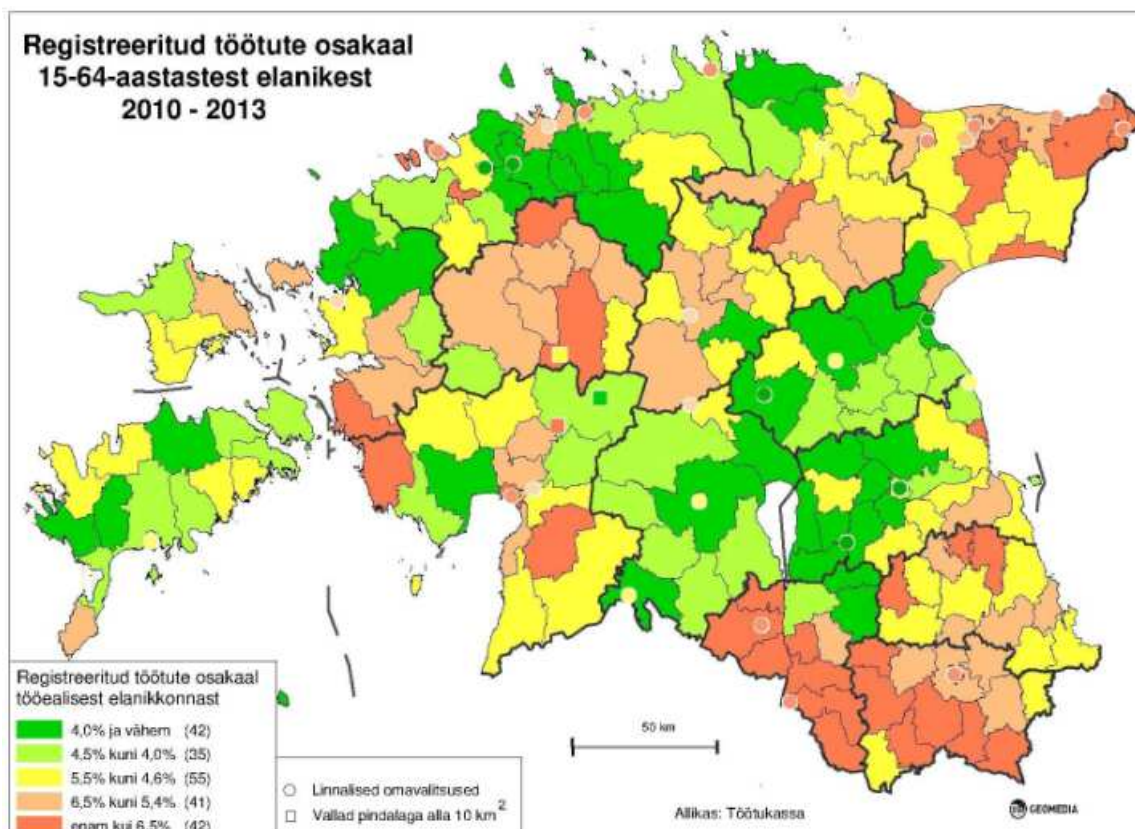 Registreeritud töötute osakaal
15-64-aastastest elanikest
2010 - 2013
Registreeritud töötute osakaal
tööealisest elanikkonnast
4,0% ja vähem (42)
4,5% kuni 4,0% (35)
5,5% kuni 4,6% (55)
6,5% kuni 5,4% (41)
enam kui 6,5% (42)
Linnalised omavalitsused
Vallad pindalaga alla 10 km²
50 km
Allikas: Töötukassa
GEOMEDIA